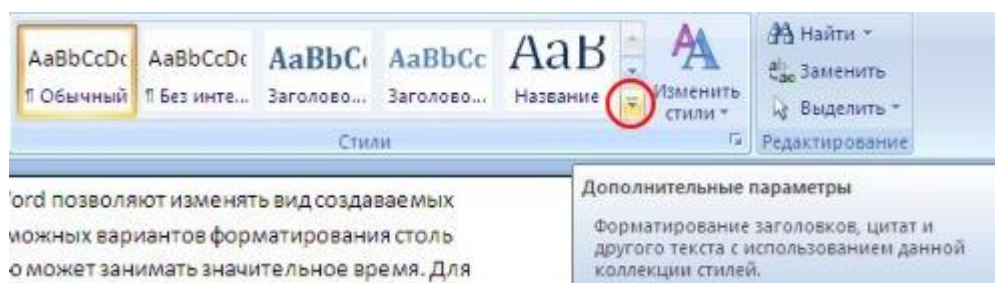 AaBbCcDc AaBbCcDc AaBbC AaBbCc АаВ
¶ Обычный ¶ Без инте... Заголово... Заголово... Название
Изменить стили
Найти
Заменить
Выделить
Стили
Редактирование
ord позволяют изменять вид создаваемых
можных вариантов форматирования столь
о может занимать значительное время. Для
Дополнительные параметры
Форматирование заголовков, цитат и
другого текста с использованием данной
коллекции стилей.